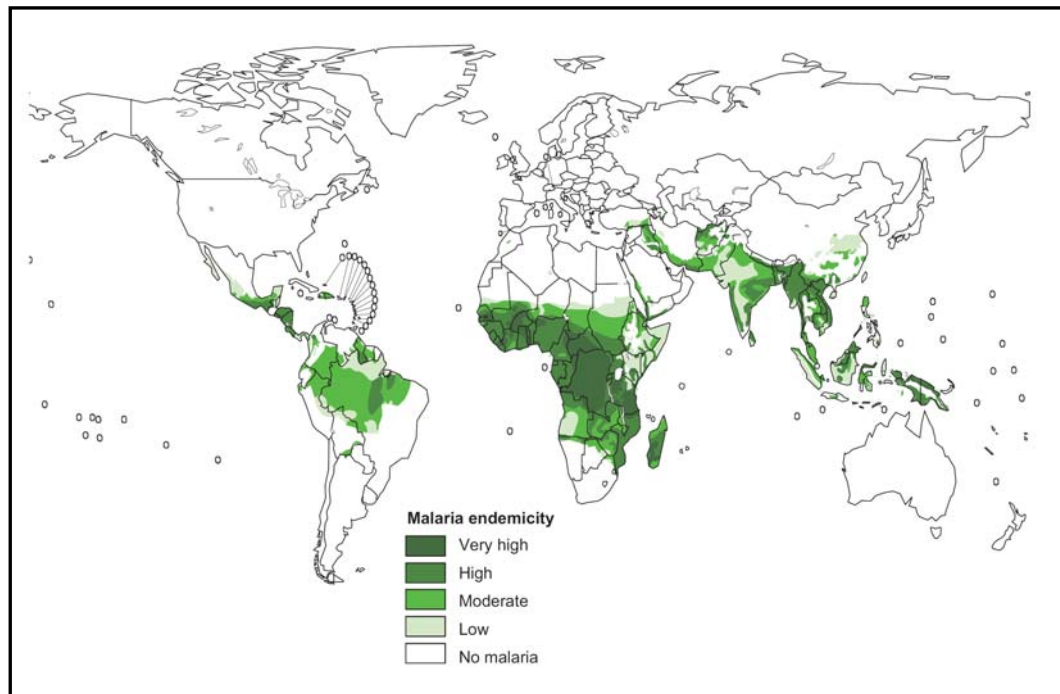 Malaria endemicity
Very high
High
Moderate
Low
No malaria